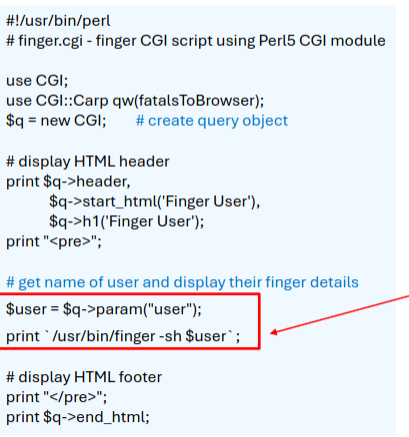 #!/usr/bin/perl
# finger.cgi - finger CGI script using Perl5 CGI module
use CGI;
use CGI::Carp qw(fatalsToBrowser);
$q = new CGI; # create query object
# display HTML header
print $q->header,
$q->start_html('Finger User'),
$q->h1('Finger User');
print "<pre>";
# get name of user and display their finger details
$user = $q->param("user");
print `/usr/bin/finger -sh $user`;
# display HTML footer
print "</pre>";
print $q->end_html;